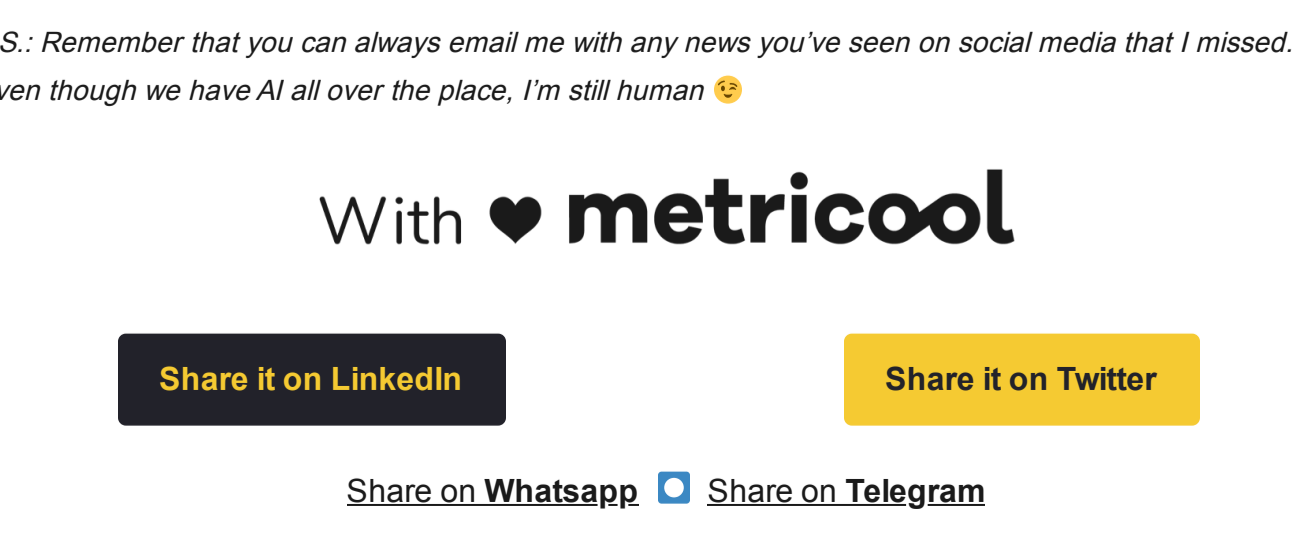 S.: Remember that you can always email me with any news you’ve seen on social media that I missed.
ven though we have AI all over the place, I’m still human 😉
With ♥ metricool
Share it on LinkedIn
Share it on Twitter
Share on Whatsapp 
Share on Telegram